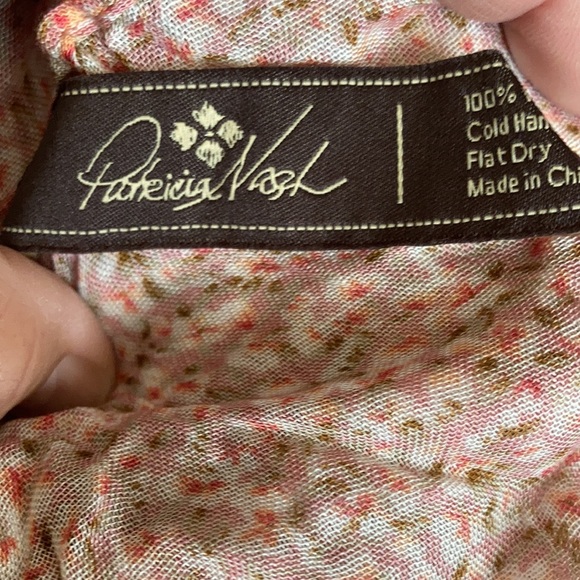 Patricia Nash
100%
Cold
Flat Dry
Made in